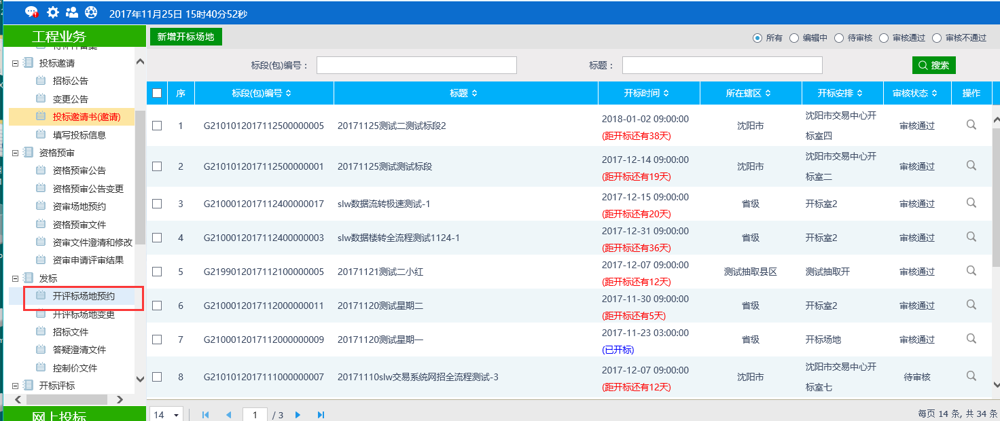 2017年11月25日 15时40分52秒
工程业务
投标邀请
招标公告
变更公告
投标邀请书(邀请)
填写投标信息
资格预审
资格预审公告
资格预审公告变更
资审场地预约
资格预审文件
资审文件澄清和修改
资审申请评审结果
发标
开评标场地预约
开评标场地变更
招标文件
答疑澄清文件
控制价文件
开标评标
网上投标
新增开标场地
所有 编辑中 待审核 审核通过 审核不通过
标段(包)编号： 标题： 搜索
序 标段(包)编号 标题 开标时间 所在辖区 开标安排 审核状态 操作
1 G2101012017112500000005 20171125测试二测试标段2 2018-01-02 09:00:00 沈阳市 沈阳市交易中心开 审核通过
(距开标还有38天) 标室四
2 G2101012017112500000001 20171125测试测试标段 2017-12-14 09:00:00 沈阳市 沈阳市交易中心开 审核通过
(距开标还有19天) 标室二
3 G2100012017112400000017 slw数据流转极速测试-1 2017-12-15 09:00:00 省级 开标室2 审核通过
(距开标还有20天)
4 G2100012017112400000003 slw数据楼转全流程测试1124-1 2017-12-31 09:00:00 省级 开标室2 审核通过
(距开标还有36天)
5 G2199012017112100000005 20171121测试二小红 2017-12-07 09:00:00 测试抽取县区 测试抽取开 审核通过
(距开标还有12天)
6 G2100012017112000000011 20171120测试星期二 2017-11-30 09:00:00 省级 开标室2 审核通过
(距开标还有5天)
7 G2100012017112000000009 20171120测试星期一 2017-11-23 03:00:00 省级 开标场地 审核通过
(已开标)
8 G2101012017111000000007 20171110slw交易系统网招全流程测试-3 2017-12-07 09:00:00 沈阳市 沈阳市交易中心开 待审核
(距开标还有12天) 标室七
14 1 / 3 每页 14 条, 共 34 条